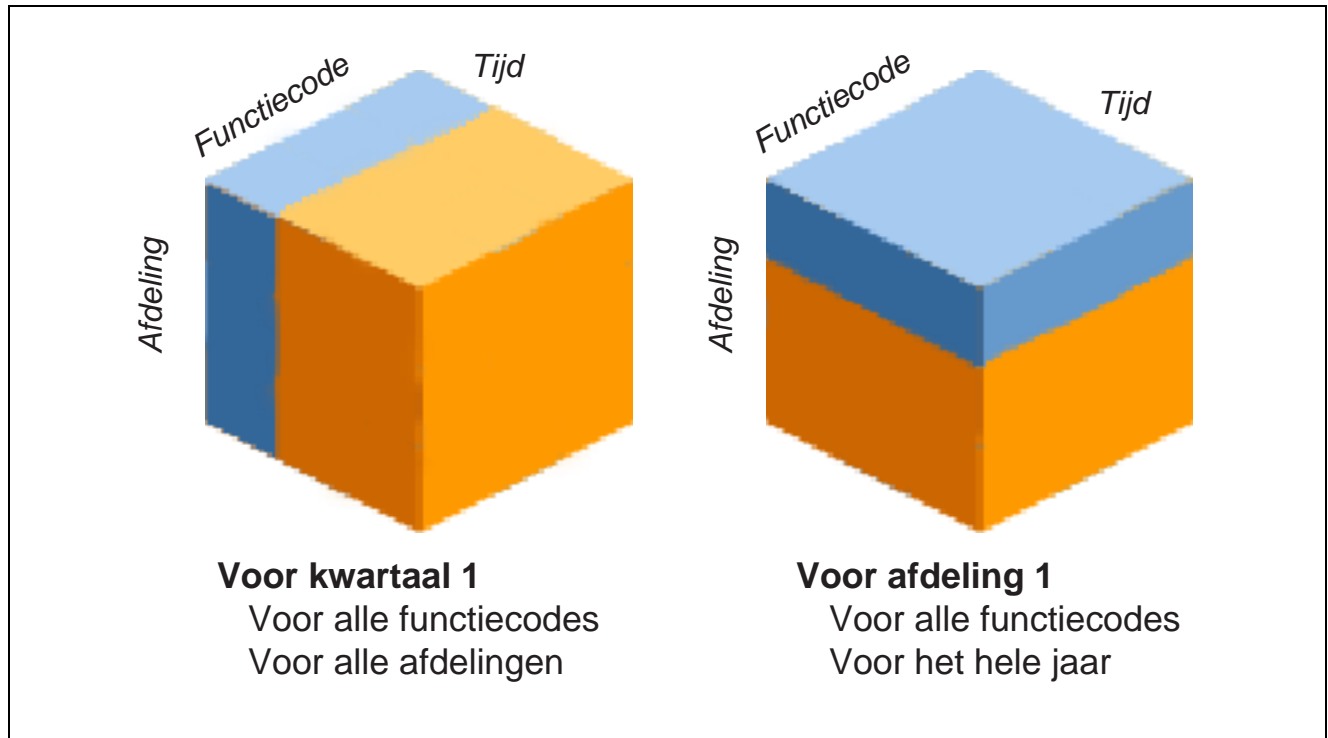 Functiecode
Tijd
Afdeling
Voor kwartaal 1
Voor alle functiecodes
Voor alle afdelingen
Functiecode
Tijd
Afdeling
Voor afdeling 1
Voor alle functiecodes
Voor het hele jaar